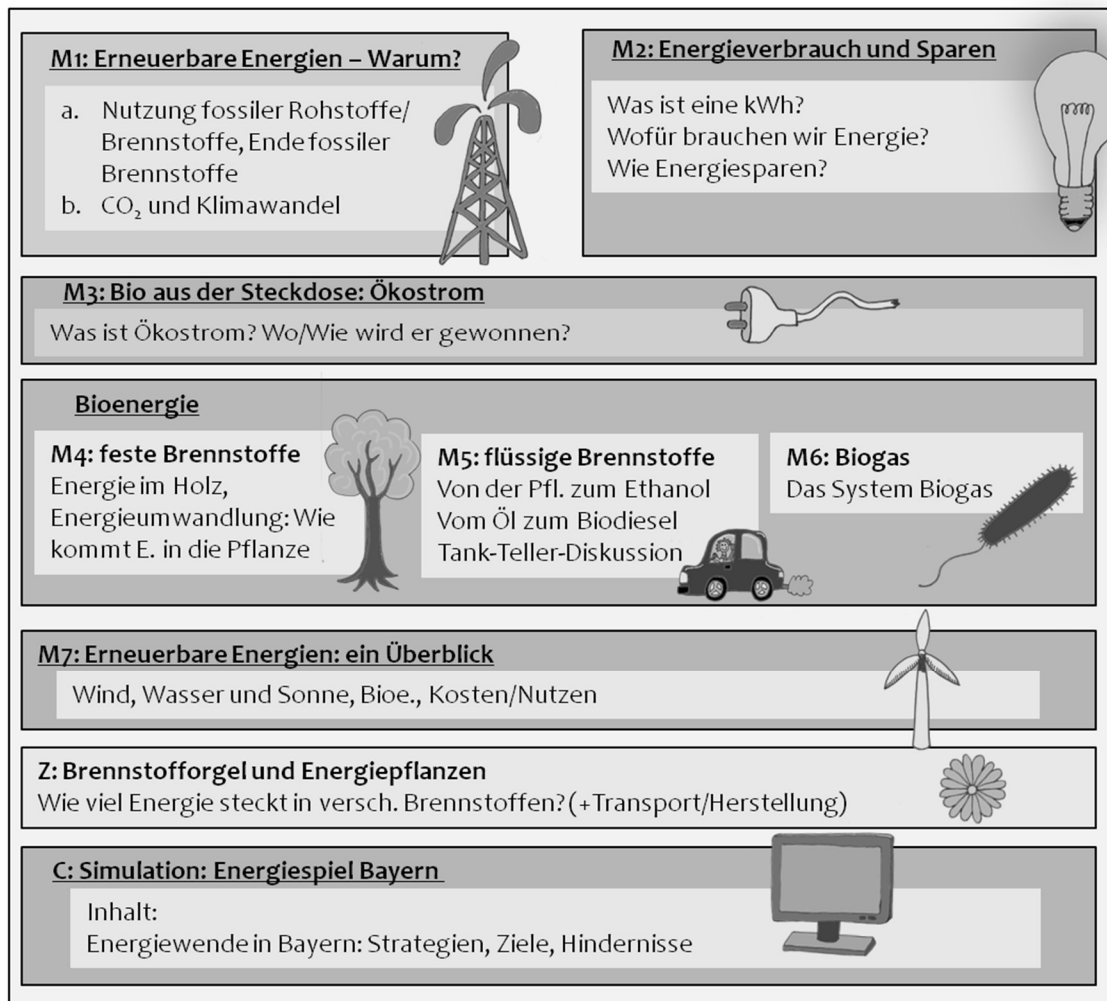 M1: Erneuerbare Energien – Warum?
a. Nutzung fossiler Rohstoffe/
Brennstoffe, Ende fossiler
Brennstoffe
b. CO₂ und Klimawandel
M2: Energieverbrauch und Sparen
Was ist eine kWh?
Wofür brauchen wir Energie?
Wie Energiesparen?
M3: Bio aus der Steckdose: Ökostrom
Was ist Ökostrom? Wo/Wie wird er gewonnen?
Bioenergie
M4: feste Brennstoffe
Energie im Holz,
Energieumwandlung: Wie
kommt E. in die Pflanze
M5: flüssige Brennstoffe
Von der Pfl. zum Ethanol
Vom Öl zum Biodiesel
Tank-Teller-Diskussion
M6: Biogas
Das System Biogas
M7: Erneuerbare Energien: ein Überblick
Wind, Wasser und Sonne, Bioe., Kosten/Nutzen
Z: Brennstofforgel und Energiepflanzen
Wie viel Energie steckt in versch. Brennstoffen? (+Transport/Herstellung)
C: Simulation: Energiespiel Bayern
Inhalt:
Energiewende in Bayern: Strategien, Ziele, Hindernisse